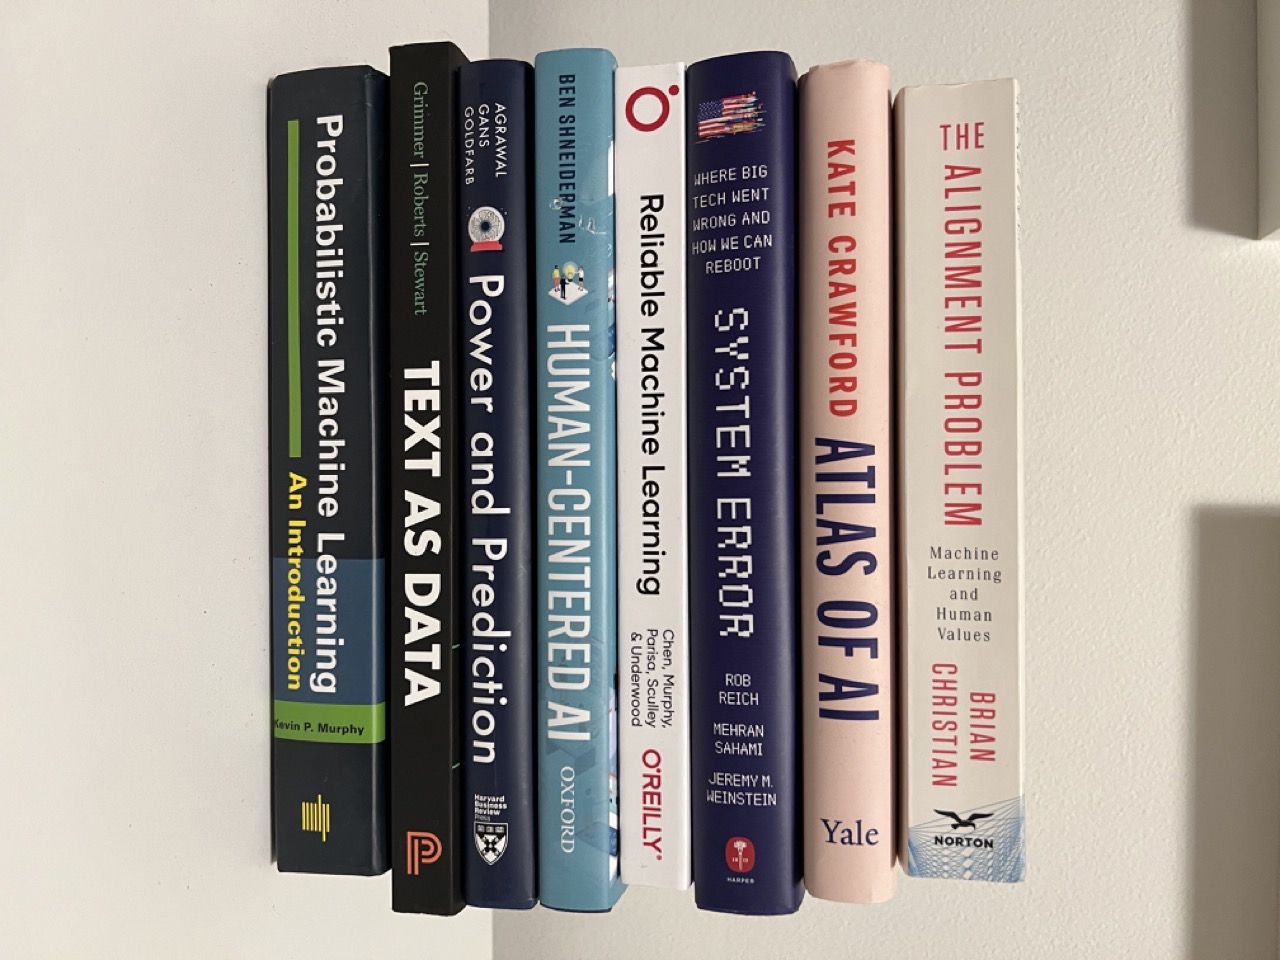 Probabilistic Machine Learning
An Introduction
Kevin P. Murphy
Grimmer | Roberts | Stewart
TEXT AS DATA
AGRAWAL
GANS
GOLDFARB
Power and Prediction
Harvard
Business
Review
Press
BEN SHNEIDERMAN
HUMAN-CENTERED AI
OXFORD
Reliable Machine Learning
Chen, Murphy,
Parisa, Sculley
& Underwood
O'REILLY®
WHERE BIG
TECH WENT
WRONG AND
HOW WE CAN
REBOOT
SYSTEM ERROR
ROB
REICH
MEHRAN
SAHAMI
JEREMY M.
WEINSTEIN
HARPER
KATE CRAWFORD
ATLAS OF AI
Yale
THE ALIGNMENT PROBLEM
Machine
Learning
and
Human
Values
BRIAN
CHRISTIAN
NORTON